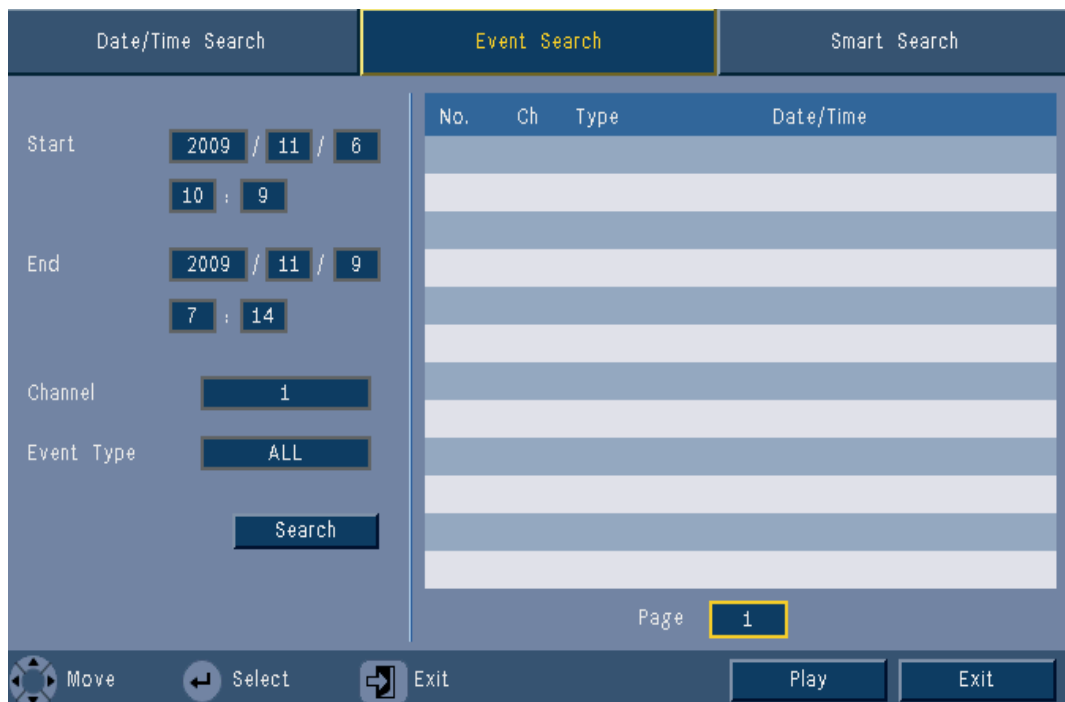 Date/Time Search Event Search Smart Search
No. Ch Type Date/Time
Start 2009 / 11 / 6
10 : 9
End 2009 / 11 / 9
7 : 14
Channel 1
Event Type ALL
Search
Page 1
Move Select Exit Play Exit